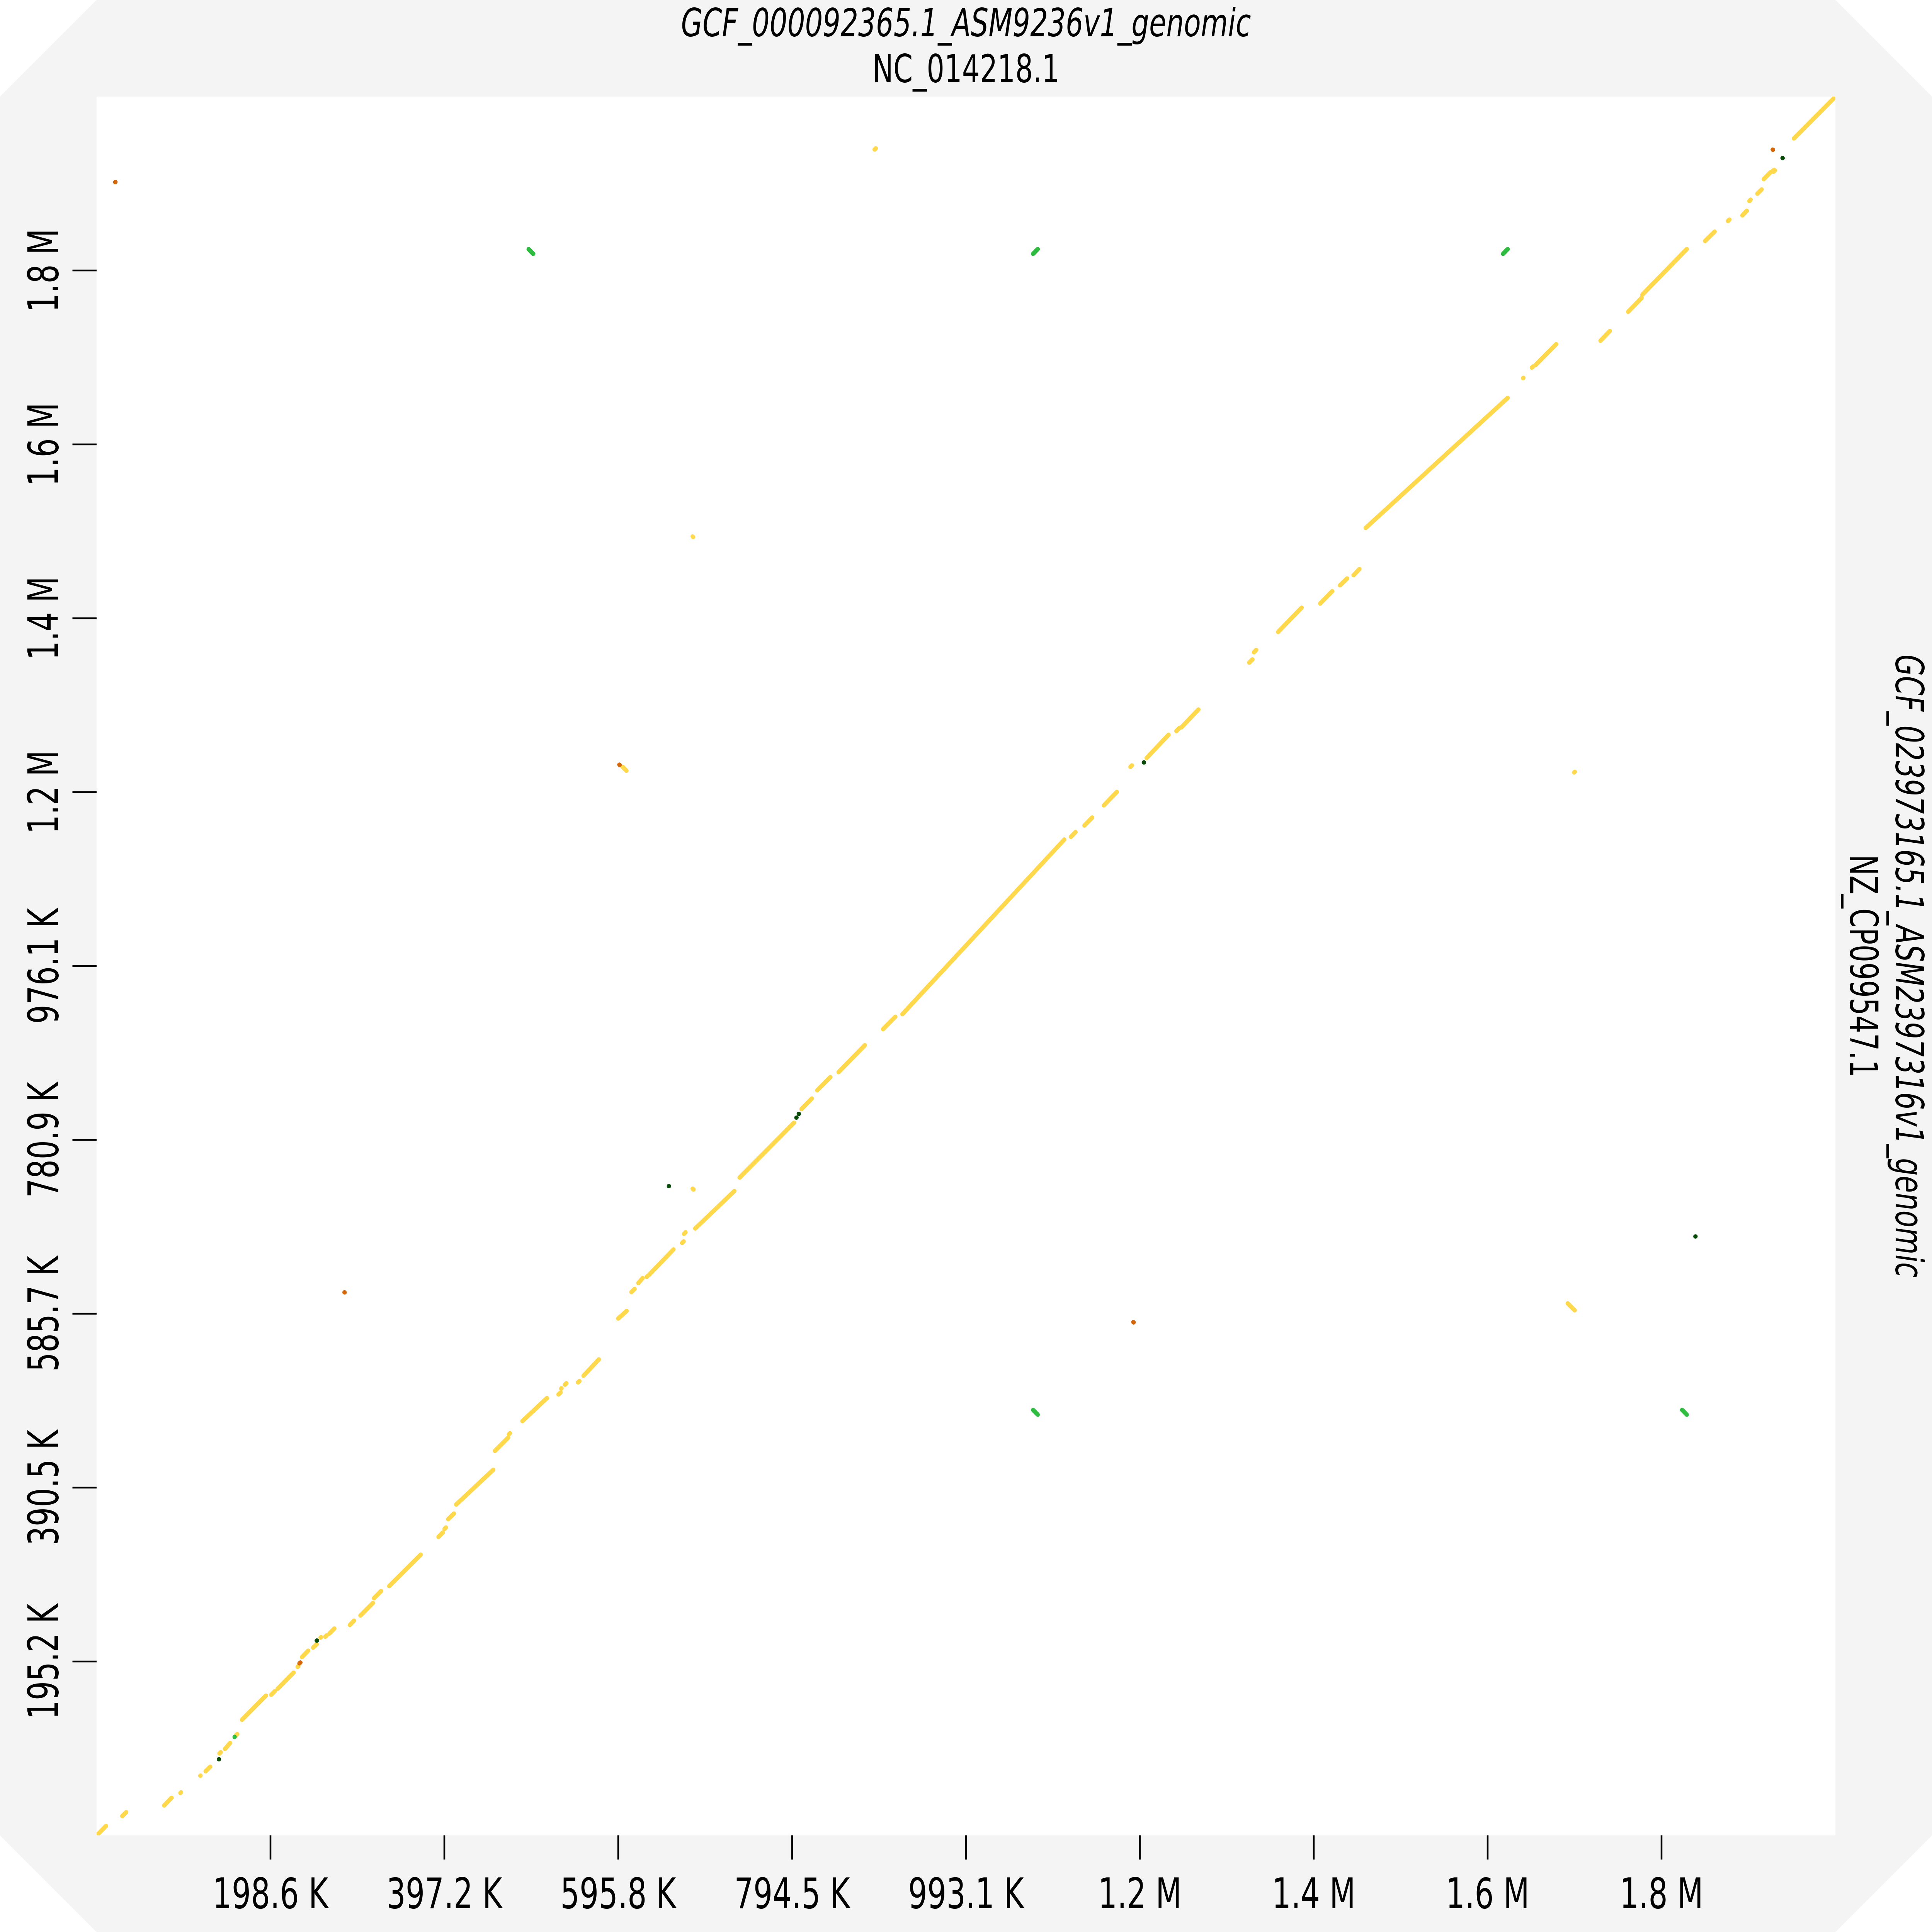 GCF_000092365.1_ASM9236v1_genomic
NC_014218.1
1.8 M
1.6 M
1.4 M
1.2 M
976.1 K
780.9 K
585.7 K
390.5 K
195.2 K
GCF_023973165.1_ASM2397316v1_genomic
NZ_CP099547.1
198.6 K
397.2 K
595.8 K
794.5 K
993.1 K
1.2 M
1.4 M
1.6 M
1.8 M